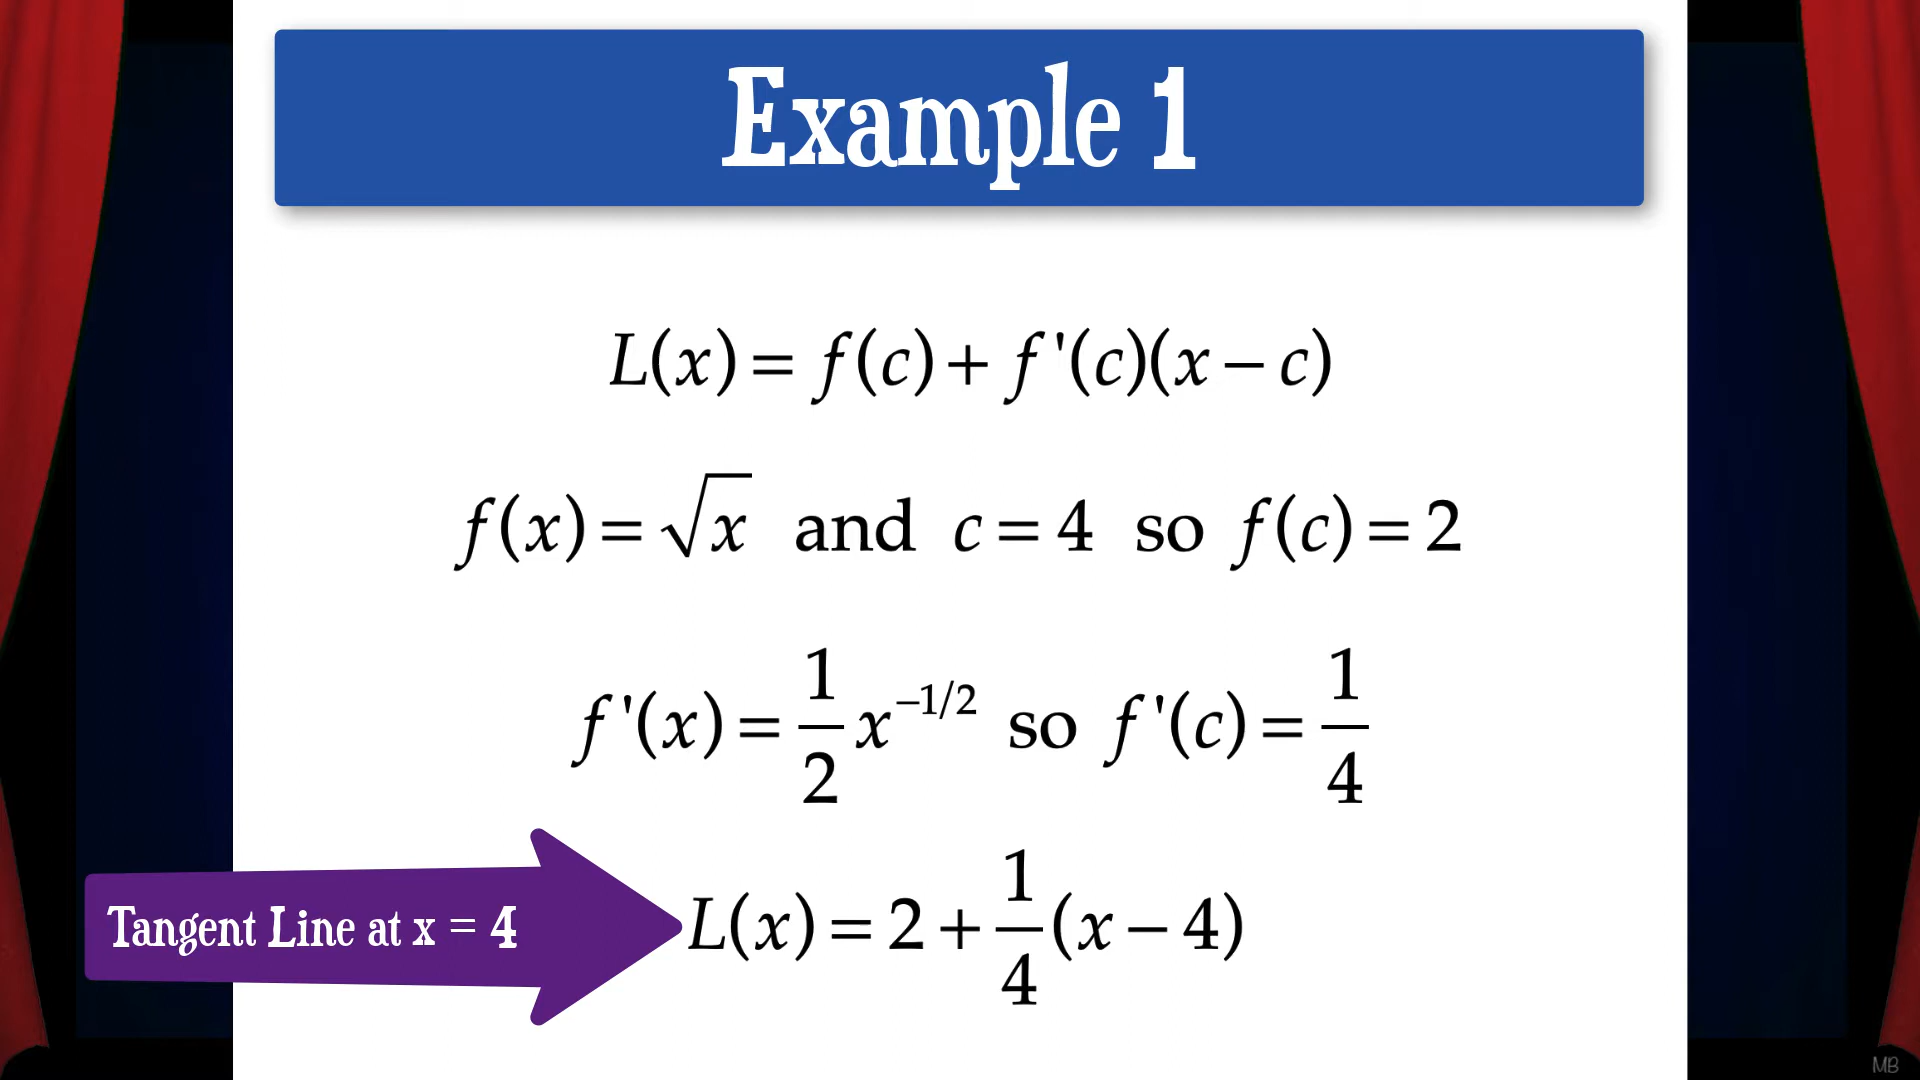 Example 1
L(x) = f(c) + f '(c)(x − c)
f(x) = √x and c = 4 so f(c) = 2
f '(x) = 1/2 x^(−1/2) so f '(c) = 1/4
Tangent Line at x = 4
L(x) = 2 + 1/4 (x − 4)
MB